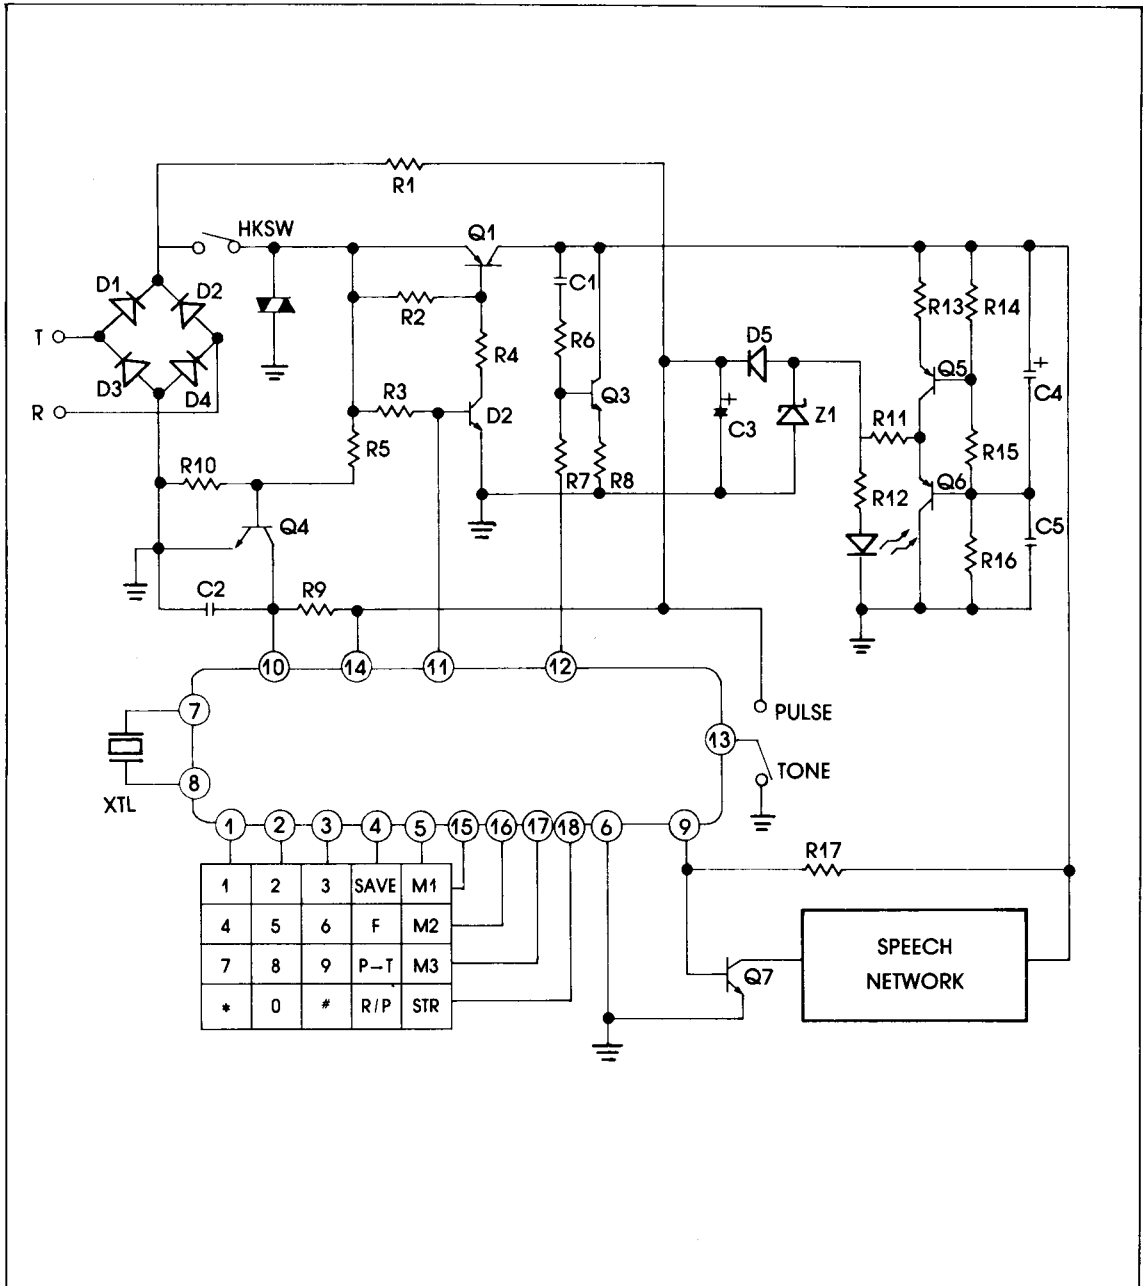 R1
HKSW
Q1
D1
D2
T
D3
D4
R
R2
R4
R3
D2
R5
R10
Q4
C2
R9
C1
R6
Q3
R7
R8
D5
C3
Z1
R13
R14
Q5
C4
R11
R15
R12
Q6
C5
R16
10
14
11
12
7
8
XTL
13
PULSE
TONE
1
2
3
4
5
15
16
17
18
6
9
1 2 3 SAVE M1
4 5 6 F M2
7 8 9 P–T M3
* 0 # R/P STR
R17
Q7
SPEECH
NETWORK